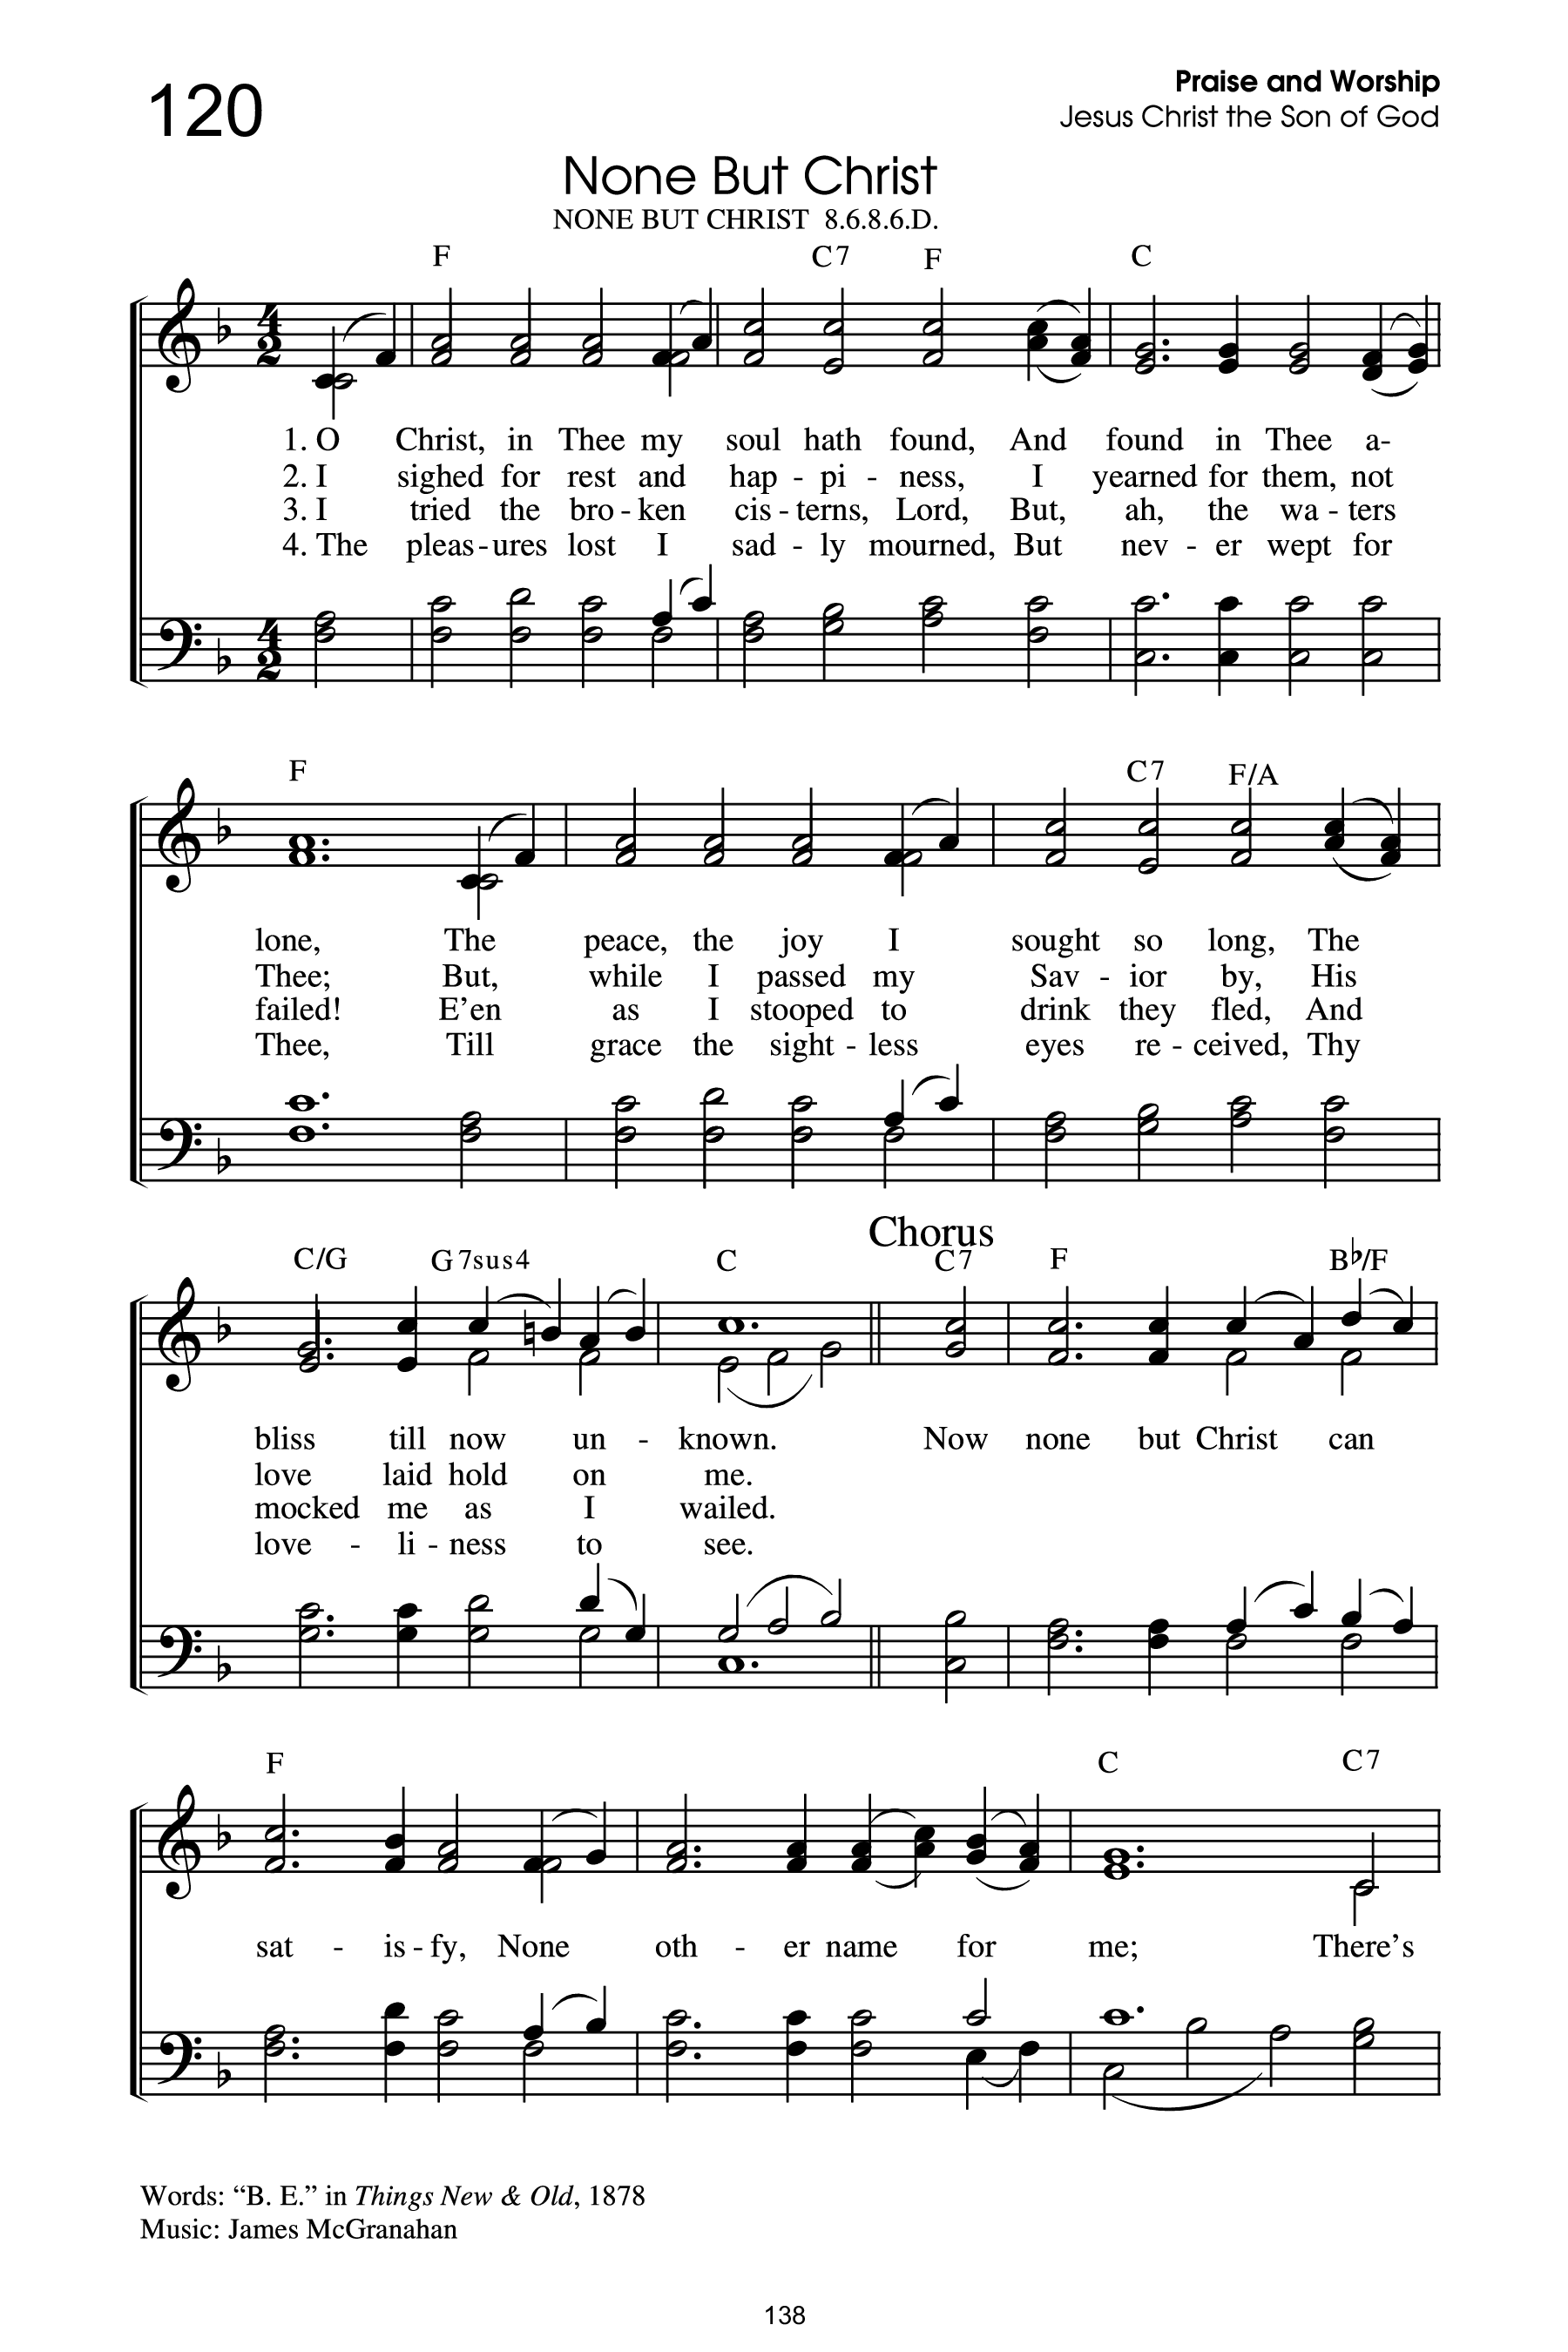 120
Praise and Worship
Jesus Christ the Son of God
None But Christ
NONE BUT CHRIST 8.6.8.6.D.
F C7 F C
1. O Christ, in Thee my soul hath found, And found in Thee a-
2. I sighed for rest and hap - pi - ness, I yearned for them, not
3. I tried the bro - ken cis - terns, Lord, But, ah, the wa - ters
4. The pleas - ures lost I sad - ly mourned, But nev - er wept for
F C7 F/A
lone, The peace, the joy I sought so long, The
Thee; But, while I passed my Sav - ior by, His
failed! E'en as I stooped to drink they fled, And
Thee, Till grace the sight - less eyes re - ceived, Thy
Chorus
C/G G7sus4 C C7 F B♭/F
bliss till now un - known. Now none but Christ can
love laid hold on me.
mocked me as I wailed.
love - li - ness to see.
F C C7
sat - is - fy, None oth - er name for me; There's
Words: “B. E.” in Things New & Old, 1878
Music: James McGranahan
138